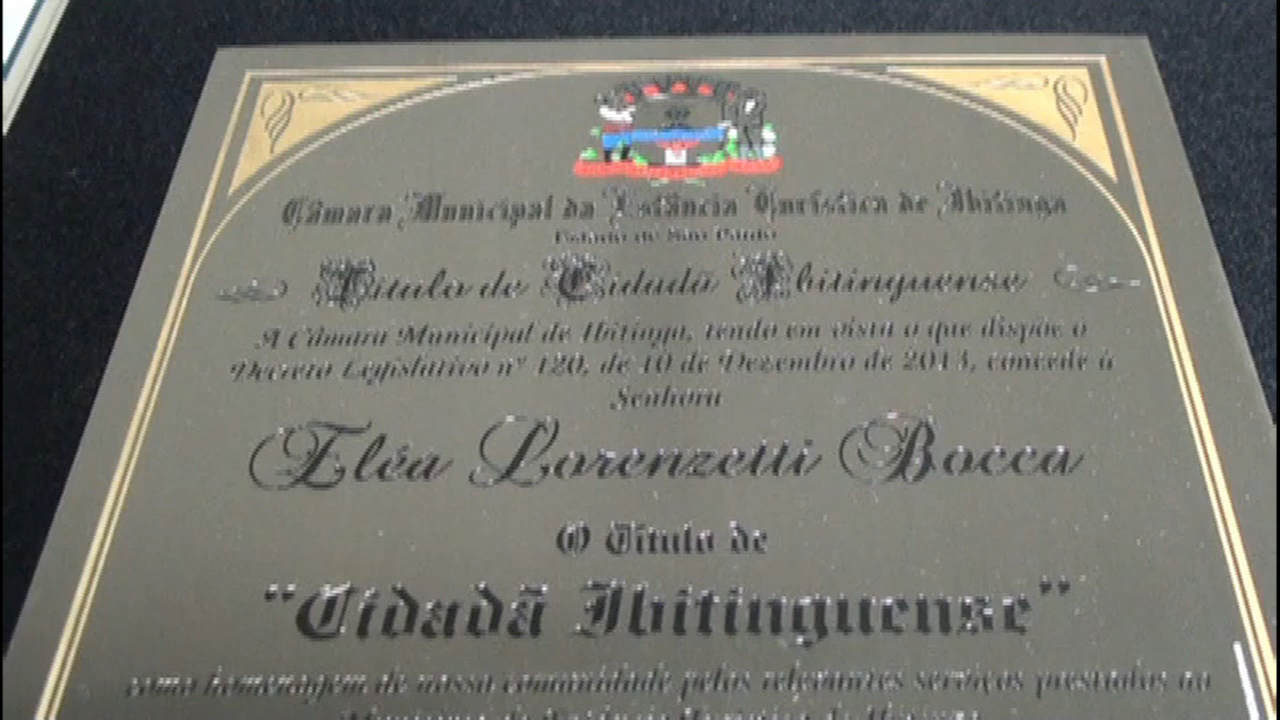 Câmara Municipal da Estância Turística de Ibitinga
Estado de São Paulo
Título de Cidadã Ibitinguense
A Câmara Municipal de Ibitinga, tendo em vista o que dispõe o
Decreto Legislativo nº 120, de 10 de Dezembro de 2013, concede à
Senhora
Eléa Lorenzetti Bocca
O Título de
"Cidadã Ibitinguense"
como homenagem de nossa comunidade pelos relevantes serviços prestados ao